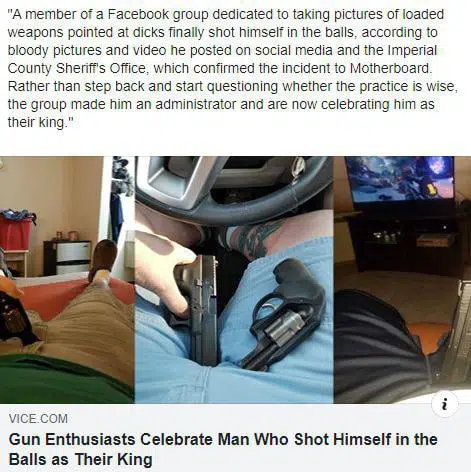 "A member of a Facebook group dedicated to taking pictures of loaded
weapons pointed at dicks finally shot himself in the balls, according to
bloody pictures and video he posted on social media and the Imperial
County Sheriff's Office, which confirmed the incident to Motherboard.
Rather than step back and start questioning whether the practice is wise,
the group made him an administrator and are now celebrating him as
their king."
i
VICE.COM
Gun Enthusiasts Celebrate Man Who Shot Himself in the
Balls as Their King